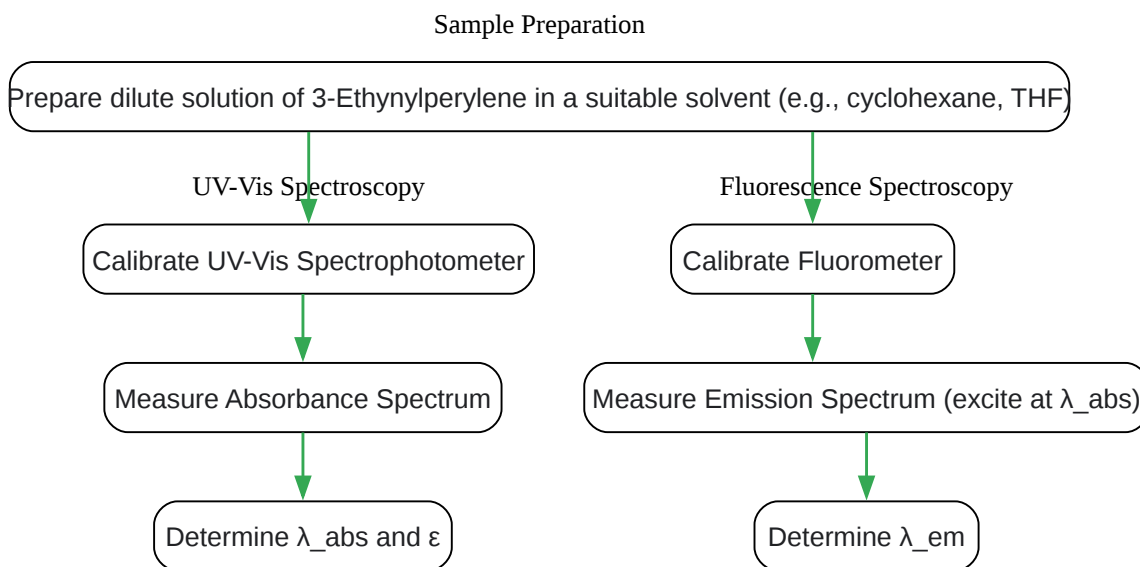 Sample Preparation
Prepare dilute solution of 3-Ethynylperylene in a suitable solvent (e.g., cyclohexane, THF)
UV-Vis Spectroscopy
Fluorescence Spectroscopy
Calibrate UV-Vis Spectrophotometer
Calibrate Fluorometer
Measure Absorbance Spectrum
Measure Emission Spectrum (excite at λ_abs)
Determine λ_abs and ε
Determine λ_em